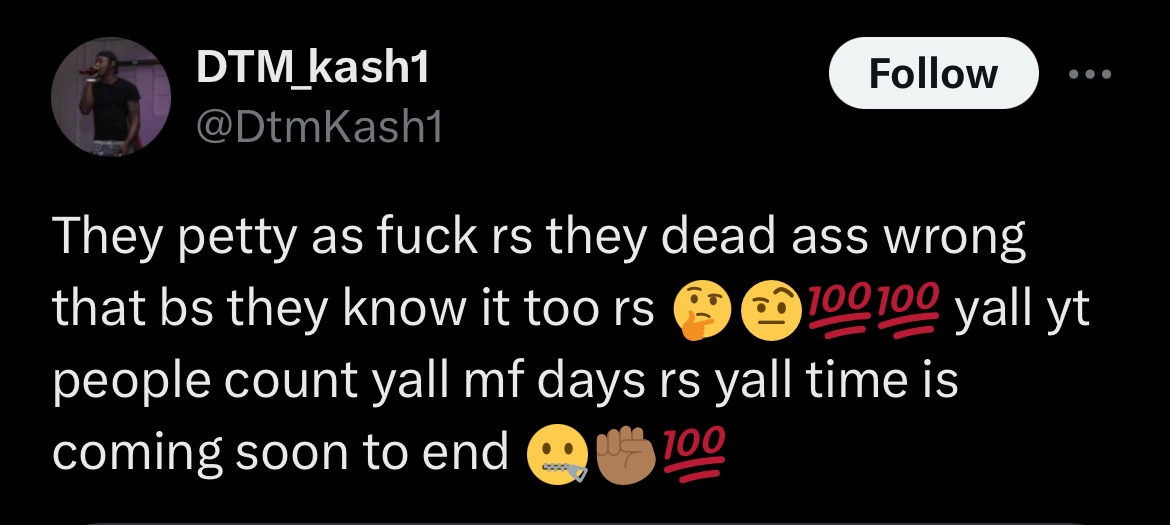 DTM_kash1
@DtmKash1
Follow
They petty as fuck rs they dead ass wrong
that bs they know it too rs 🤔🤨💯💯 yall yt
people count yall mf days rs yall time is
coming soon to end 🤐✊🏽💯